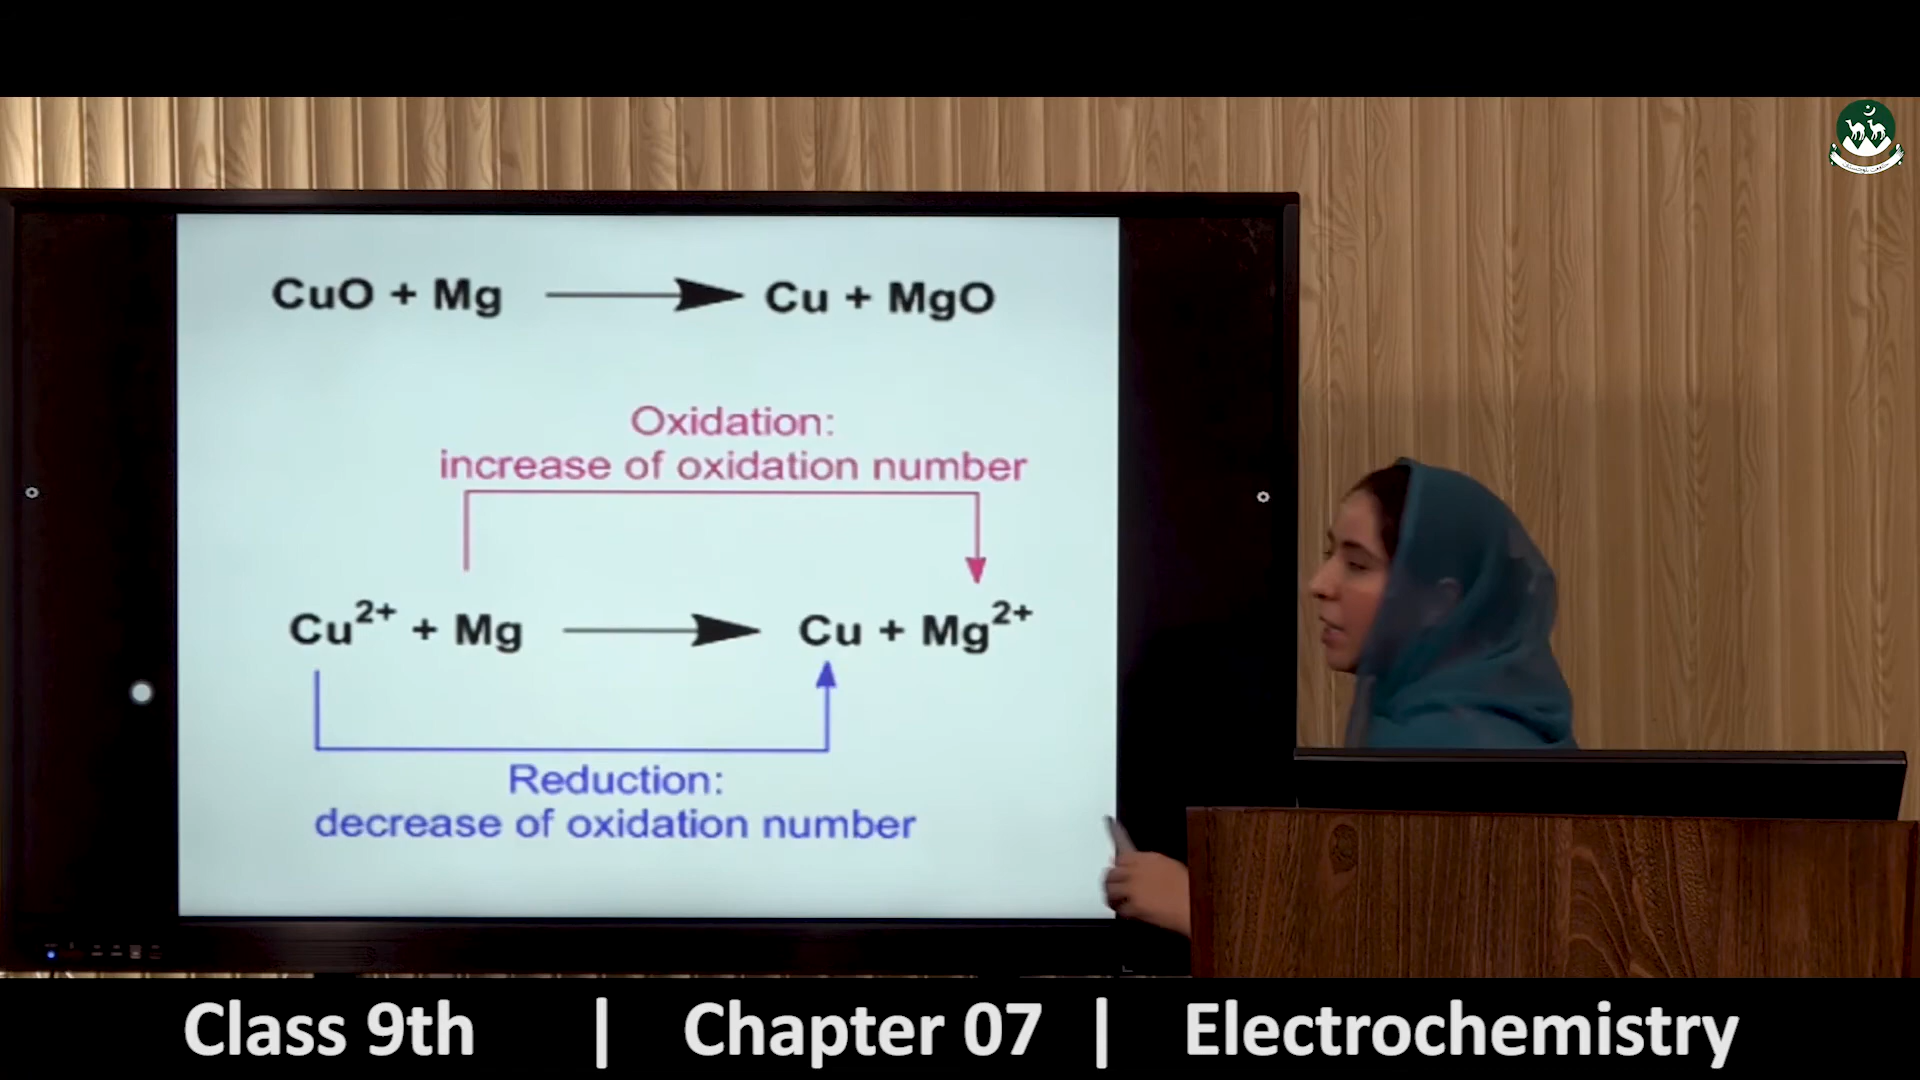 CuO + Mg → Cu + MgO
Oxidation:
increase of oxidation number
Cu²⁺ + Mg → Cu + Mg²⁺
Reduction:
decrease of oxidation number
Class 9th | Chapter 07 | Electrochemistry